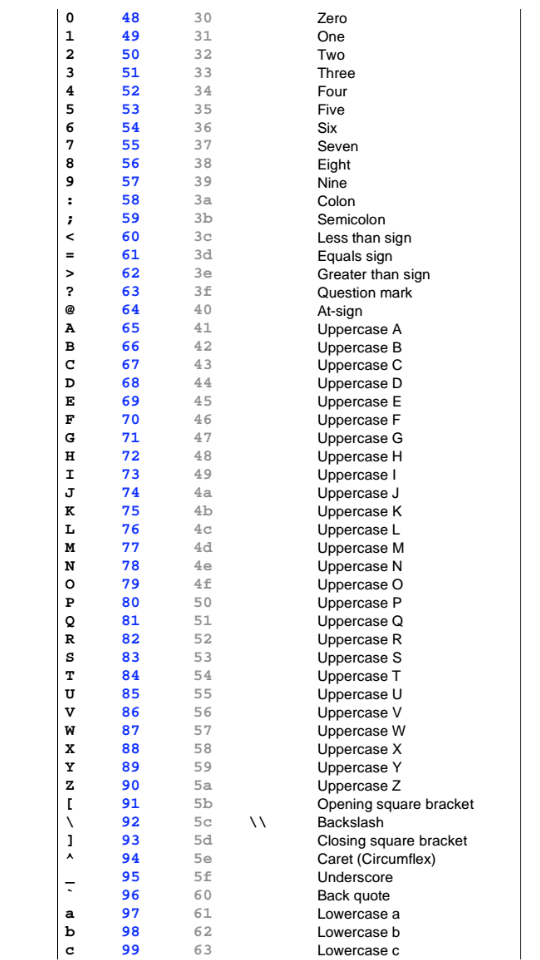 0 48 30 Zero
1 49 31 One
2 50 32 Two
3 51 33 Three
4 52 34 Four
5 53 35 Five
6 54 36 Six
7 55 37 Seven
8 56 38 Eight
9 57 39 Nine
: 58 3a Colon
; 59 3b Semicolon
< 60 3c Less than sign
= 61 3d Equals sign
> 62 3e Greater than sign
? 63 3f Question mark
@ 64 40 At-sign
A 65 41 Uppercase A
B 66 42 Uppercase B
C 67 43 Uppercase C
D 68 44 Uppercase D
E 69 45 Uppercase E
F 70 46 Uppercase F
G 71 47 Uppercase G
H 72 48 Uppercase H
I 73 49 Uppercase I
J 74 4a Uppercase J
K 75 4b Uppercase K
L 76 4c Uppercase L
M 77 4d Uppercase M
N 78 4e Uppercase N
O 79 4f Uppercase O
P 80 50 Uppercase P
Q 81 51 Uppercase Q
R 82 52 Uppercase R
S 83 53 Uppercase S
T 84 54 Uppercase T
U 85 55 Uppercase U
V 86 56 Uppercase V
W 87 57 Uppercase W
X 88 58 Uppercase X
Y 89 59 Uppercase Y
Z 90 5a Uppercase Z
[ 91 5b Opening square bracket
\ 92 5c \\ Backslash
] 93 5d Closing square bracket
^ 94 5e Caret (Circumflex)
_ 95 5f Underscore
` 96 60 Back quote
a 97 61 Lowercase a
b 98 62 Lowercase b
c 99 63 Lowercase c